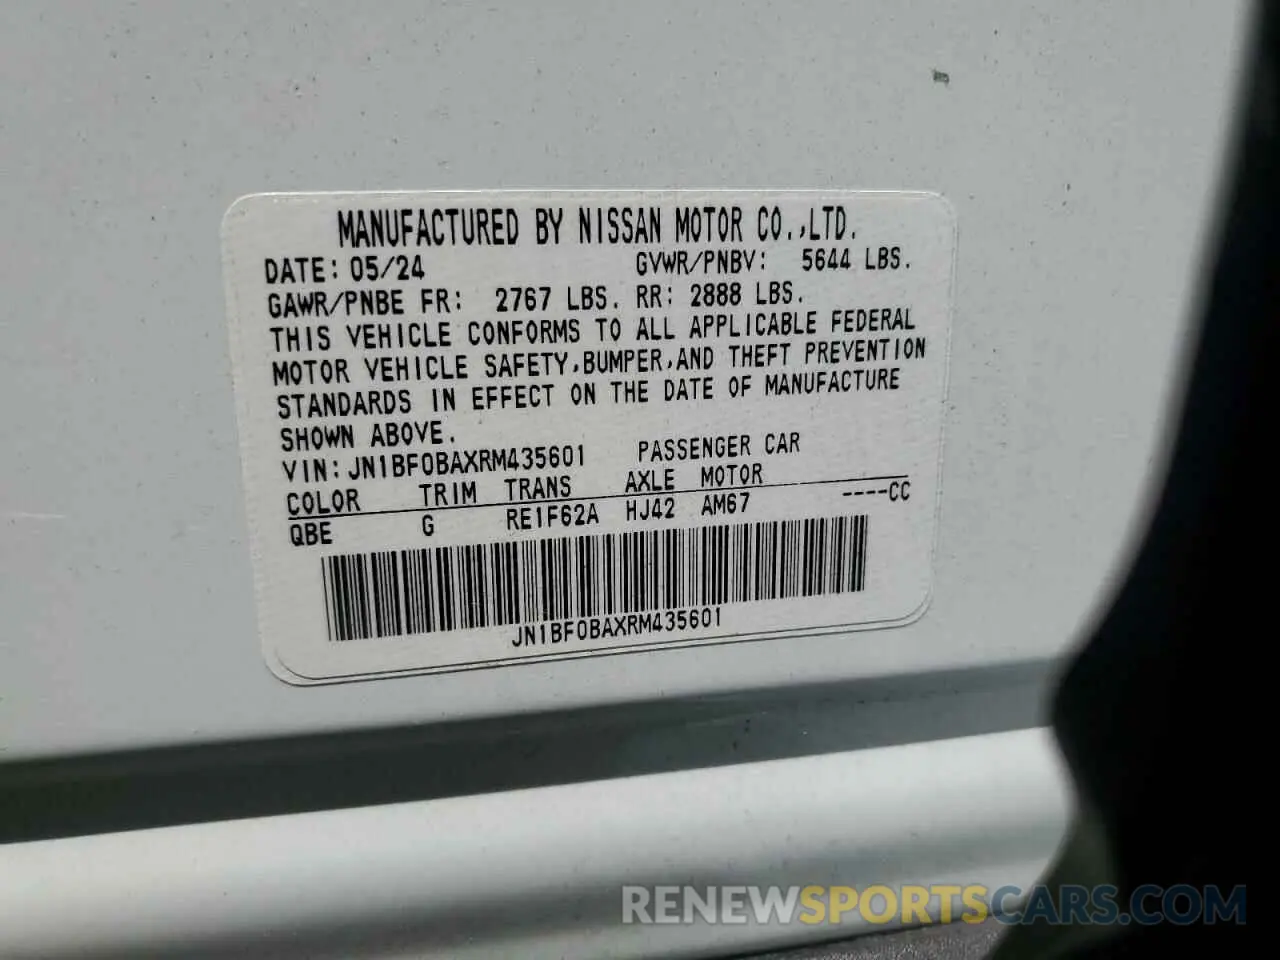 MANUFACTURED BY NISSAN MOTOR CO.,LTD.
DATE: 05/24 GVWR/PNBV: 5644 LBS.
GAWR/PNBE FR: 2767 LBS. RR: 2888 LBS.
THIS VEHICLE CONFORMS TO ALL APPLICABLE FEDERAL
MOTOR VEHICLE SAFETY,BUMPER,AND THEFT PREVENTION
STANDARDS IN EFFECT ON THE DATE OF MANUFACTURE
SHOWN ABOVE.
VIN: JN1BF0BAXRM435601 PASSENGER CAR
COLOR TRIM TRANS AXLE MOTOR
QBE G RE1F62A HJ42 AM67 ----CC
JN1BF0BAXRM435601
RENEWSPORTSCARS.COM